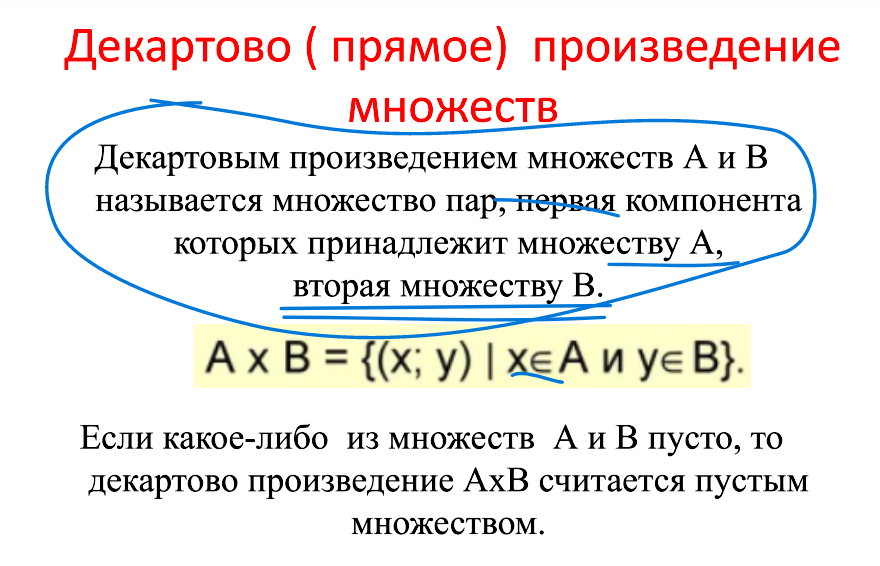 Декартово ( прямое) произведение
множеств
Декартовым произведением множеств А и В
называется множество пар, первая компонента
которых принадлежит множеству А,
вторая множеству В.
А х В = {(х; у) | х∈А и у∈В}.
Если какое-либо из множеств А и В пусто, то
декартово произведение АхВ считается пустым
множеством.